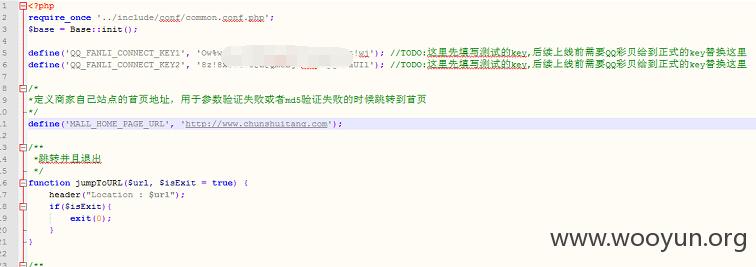 1 <?php
2 require_once '../include/conf/common.conf.php';
3 $base = Base::init();
4
5 define('QQ_FANLI_CONNECT_KEY1', 'Ow%w //TODO:这里先填写测试的key,后续上线前需要QQ彩贝给到正式的key替换这里
6 define('QQ_FANLI_CONNECT_KEY2', '8z!8 //TODO:这里先填写测试的key,后续上线前需要QQ彩贝给到正式的key替换这里
7
8 /*
9 *定义商家自己站点的首页地址，用于参数验证失败或者md5验证失败的时候跳转到首页
10 */
11 define('MALL_HOME_PAGE_URL', 'http://www.chunshuitang.com');
12
13 /**
14 *跳转并且退出
15 */
16 function jumpToURL($url, $isExit = true) {
17 header("Location : $url");
18 if($isExit){
19 exit(0);
20 }
21 }
22
23 /**
www.wooyun.org